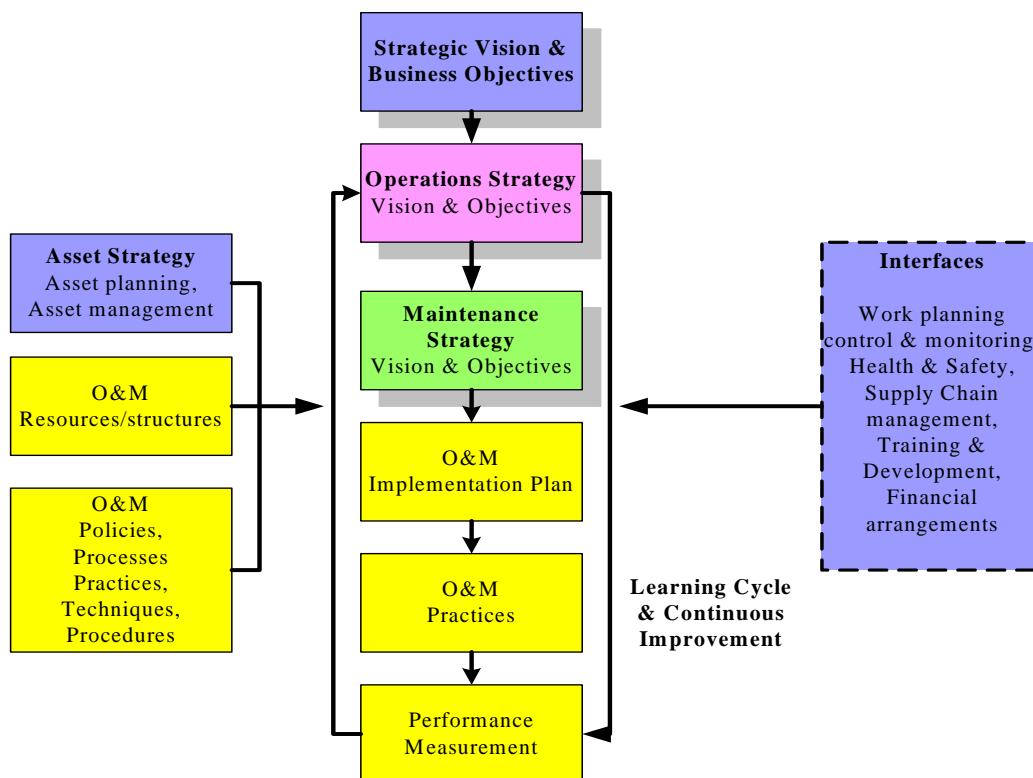 Strategic Vision &
Business Objectives
Operations Strategy
Vision & Objectives
Asset Strategy
Asset planning,
Asset management
Maintenance
Strategy
Vision & Objectives
O&M
Resources/structures
O&M
Implementation Plan
O&M
Policies,
Processes
Practices,
Techniques,
Procedures
O&M
Practices
Performance
Measurement
Learning Cycle
& Continuous
Improvement
Interfaces
Work planning
control & monitoring
Health & Safety,
Supply Chain
management,
Training &
Development,
Financial
arrangements